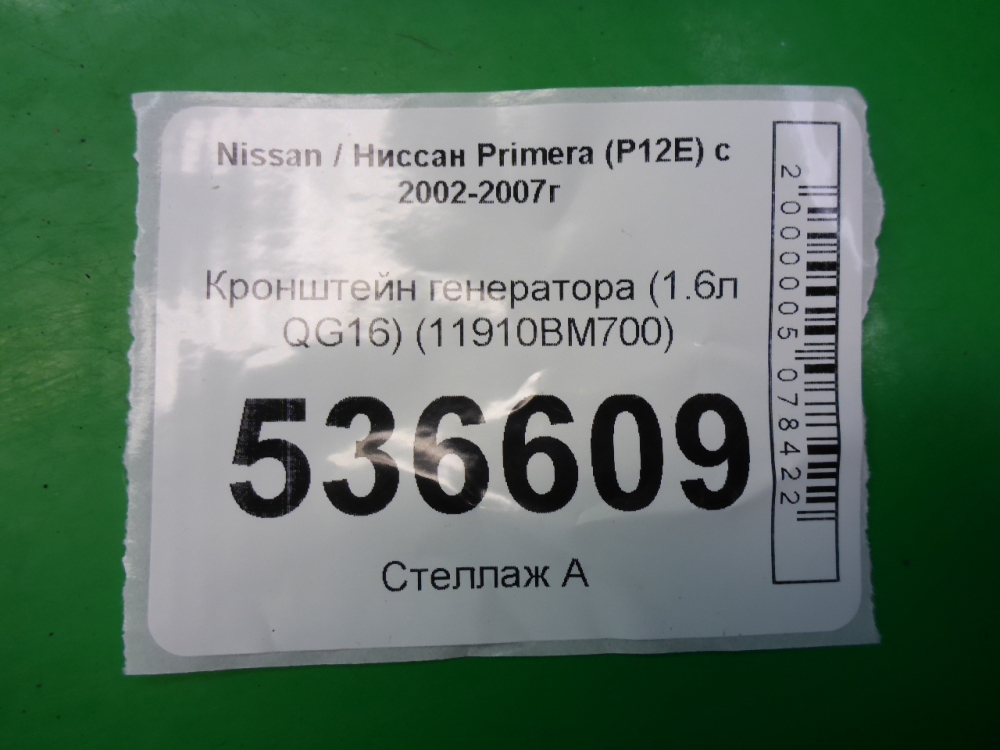 Nissan / Ниссан Primera (P12E) с
2002-2007г
Кронштейн генератора (1.6л
QG16) (11910BM700)
536609
Стеллаж А
2000005078422